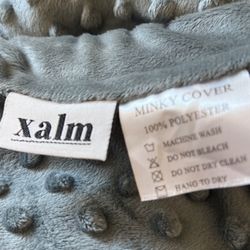 xalm
MINKY COVER
100% POLYESTER
MACHINE WASH
DO NOT BLEACH
DO NOT DRY CLEAN
HANG TO DRY